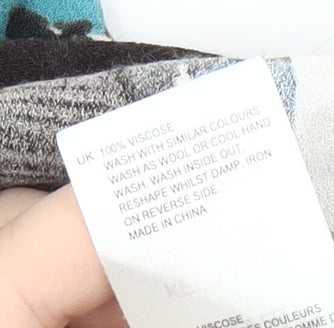 UK 100% VISCOSE
WASH WITH SIMILAR COLOURS
WASH AS WOOL OR COOL HAND
WASH. WASH INSIDE OUT.
RESHAPE WHILST DAMP. IRON
ON REVERSE SIDE.
MADE IN CHINA
VISCOSE
COULEURS
COMME